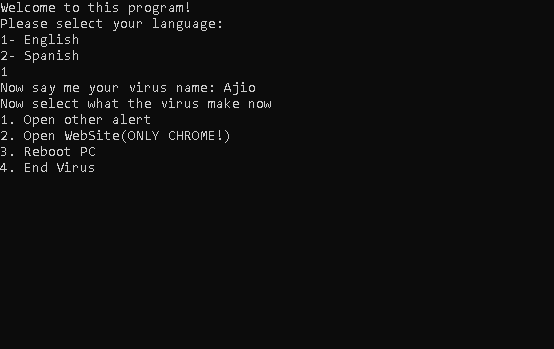 Welcome to this program!
Please select your language:
1- English
2- Spanish
1
Now say me your virus name: Ajio
Now select what the virus make now
1. Open other alert
2. Open WebSite(ONLY CHROME!)
3. Reboot PC
4. End Virus